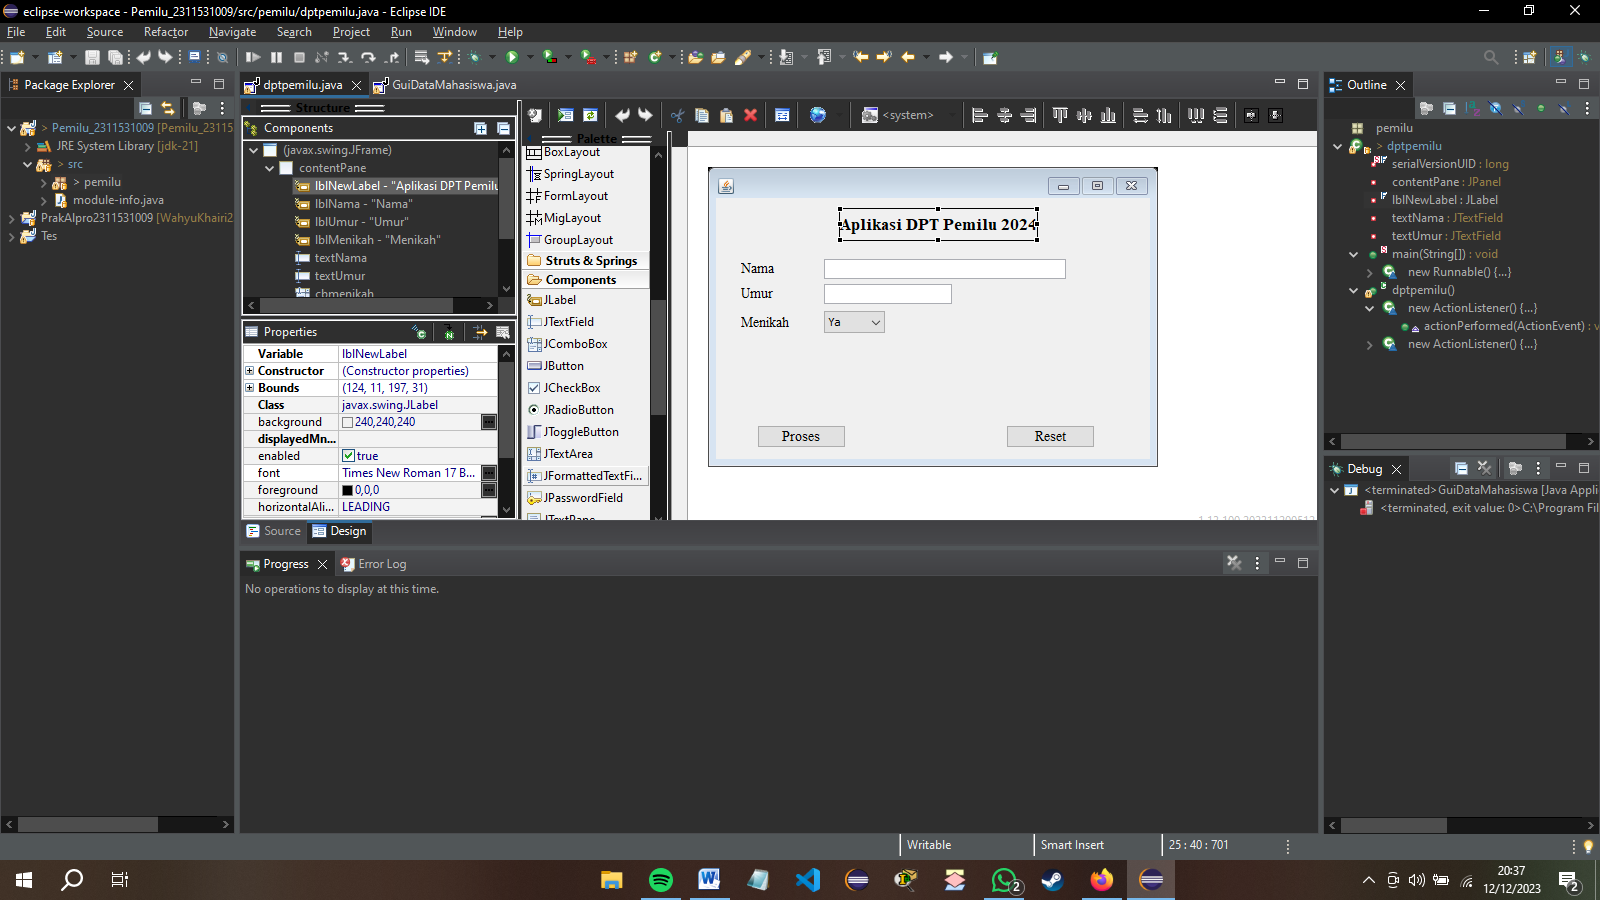 eclipse-workspace - Pemilu_2311531009/src/pemilu/dptpemilu.java - Eclipse IDE
File Edit Source Refactor Navigate Search Project Run Window Help
Package Explorer
> Pemilu_2311531009 [Pemilu_23115
JRE System Library [jdk-21]
> src
> pemilu
module-info.java
PrakAlpro2311531009 [WahyuKhairi2
Tes
dptpemilu.java
GuiDataMahasiswa.java
Structure
Components
(javax.swing.JFrame)
contentPane
lblNewLabel - "Aplikasi DPT Pemilu
lblNama - "Nama"
lblUmur - "Umur"
lblMenikah - "Menikah"
textNama
textUmur
cbmenikah
Properties
Variable lblNewLabel
Constructor (Constructor properties)
Bounds (124, 11, 197, 31)
Class javax.swing.JLabel
background 240,240,240
displayedMn...
enabled true
font Times New Roman 17 B...
foreground 0,0,0
horizontalAli... LEADING
Source Design
<system>
Palette
BoxLayout
SpringLayout
FormLayout
MigLayout
GroupLayout
Struts & Springs
Components
JLabel
JTextField
JComboBox
JButton
JCheckBox
JRadioButton
JToggleButton
JTextArea
JFormattedTextFi...
JPasswordField
JTextPane
Aplikasi DPT Pemilu 2024
Nama
Umur
Menikah Ya
Proses Reset
Progress
Error Log
No operations to display at this time.
Outline
pemilu
> dptpemilu
serialVersionUID : long
contentPane : JPanel
lblNewLabel : JLabel
textNama : JTextField
textUmur : JTextField
main(String[]) : void
new Runnable() {...}
dptpemilu()
new ActionListener() {...}
actionPerformed(ActionEvent) : v
new ActionListener() {...}
Debug
<terminated>GuiDataMahasiswa [Java Appli
<terminated, exit value: 0>C:\Program Fil
Writable Smart Insert 25 : 40 : 701
2
20:37
12/12/2023
2